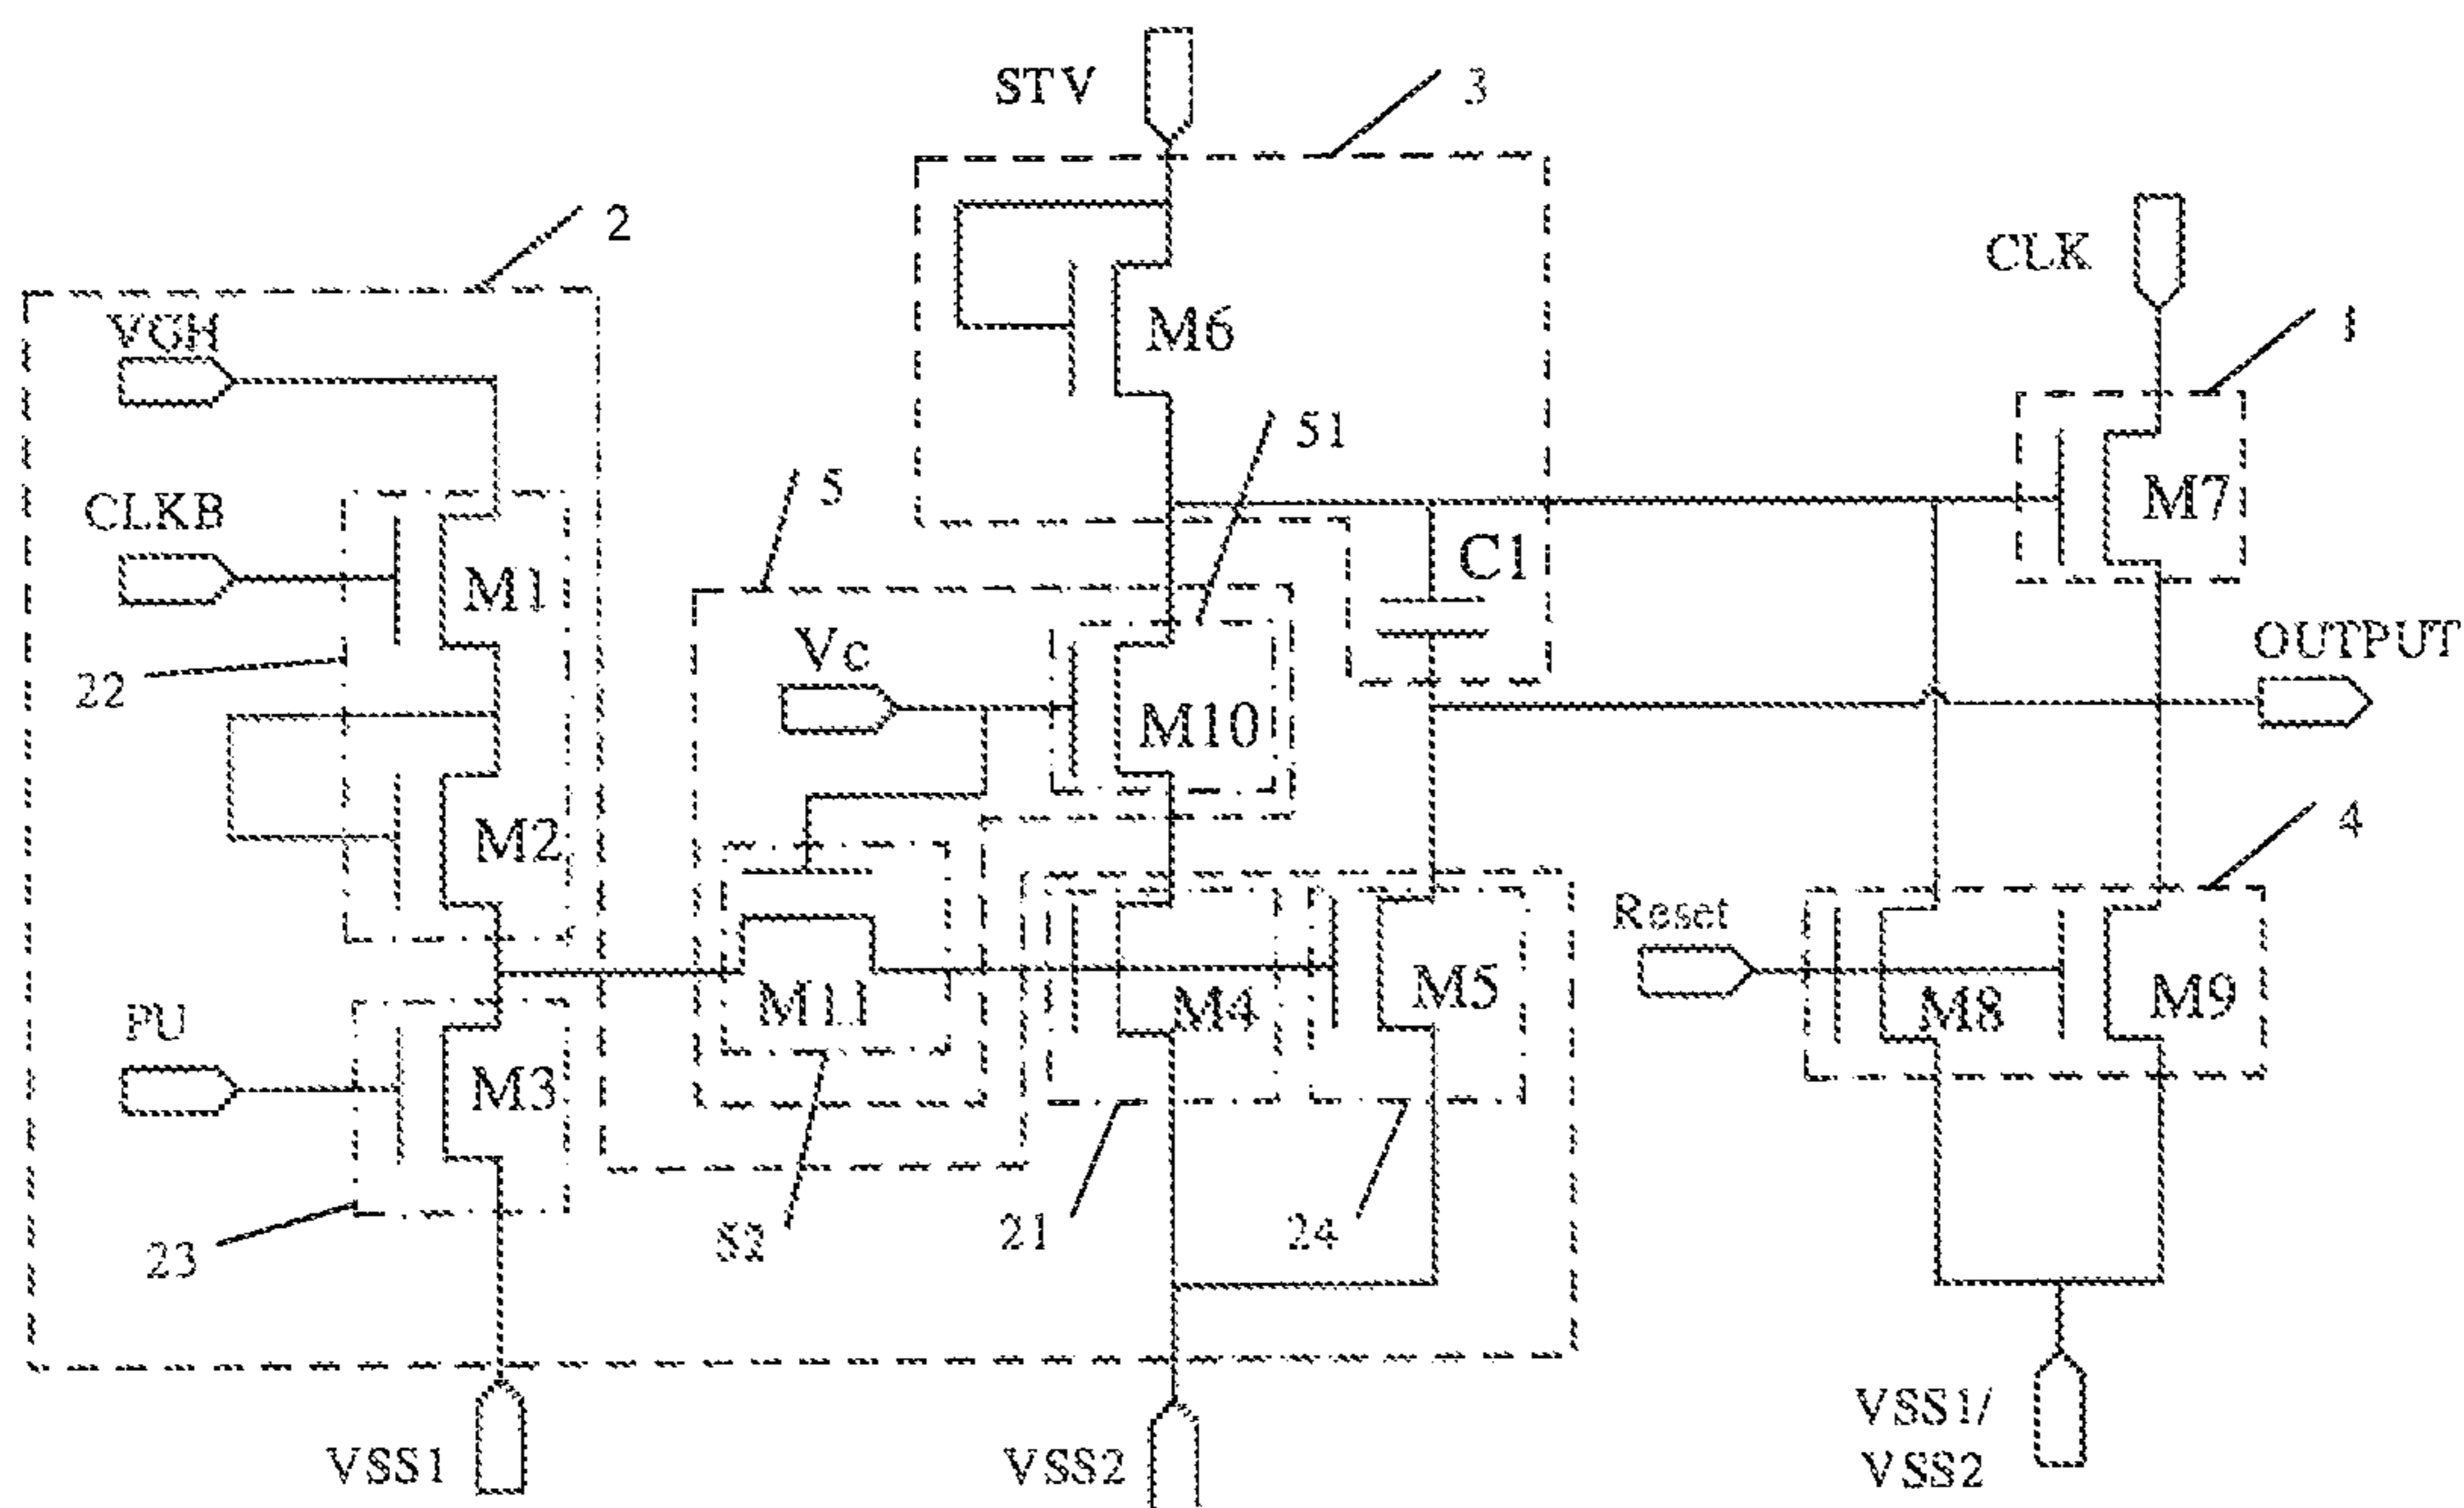 STV
3
2
CLK
1
VGH
M6
51
5
CLKB
M7
C1
M1
Vc
OUTPUT
22
M10
M2
4
Reset
M11
M4
M5
M8
M9
PU
M3
52
21
24
23
VSS1
VSS2
VSS1/
VSS2